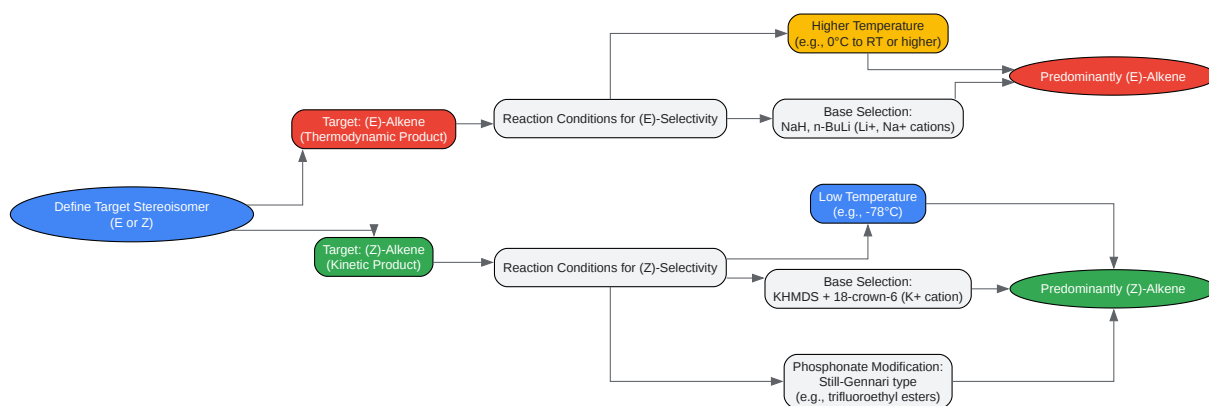 Higher Temperature
(e.g., 0°C to RT or higher)
Predominantly (E)-Alkene
Base Selection:
NaH, n-BuLi (Li+, Na+ cations)
Target: (E)-Alkene
(Thermodynamic Product)
Reaction Conditions for (E)-Selectivity
Define Target Stereoisomer
(E or Z)
Low Temperature
(e.g., -78°C)
Target: (Z)-Alkene
(Kinetic Product)
Reaction Conditions for (Z)-Selectivity
Base Selection:
KHMDS + 18-crown-6 (K+ cation)
Predominantly (Z)-Alkene
Phosphonate Modification:
Still-Gennari type
(e.g., trifluoroethyl esters)